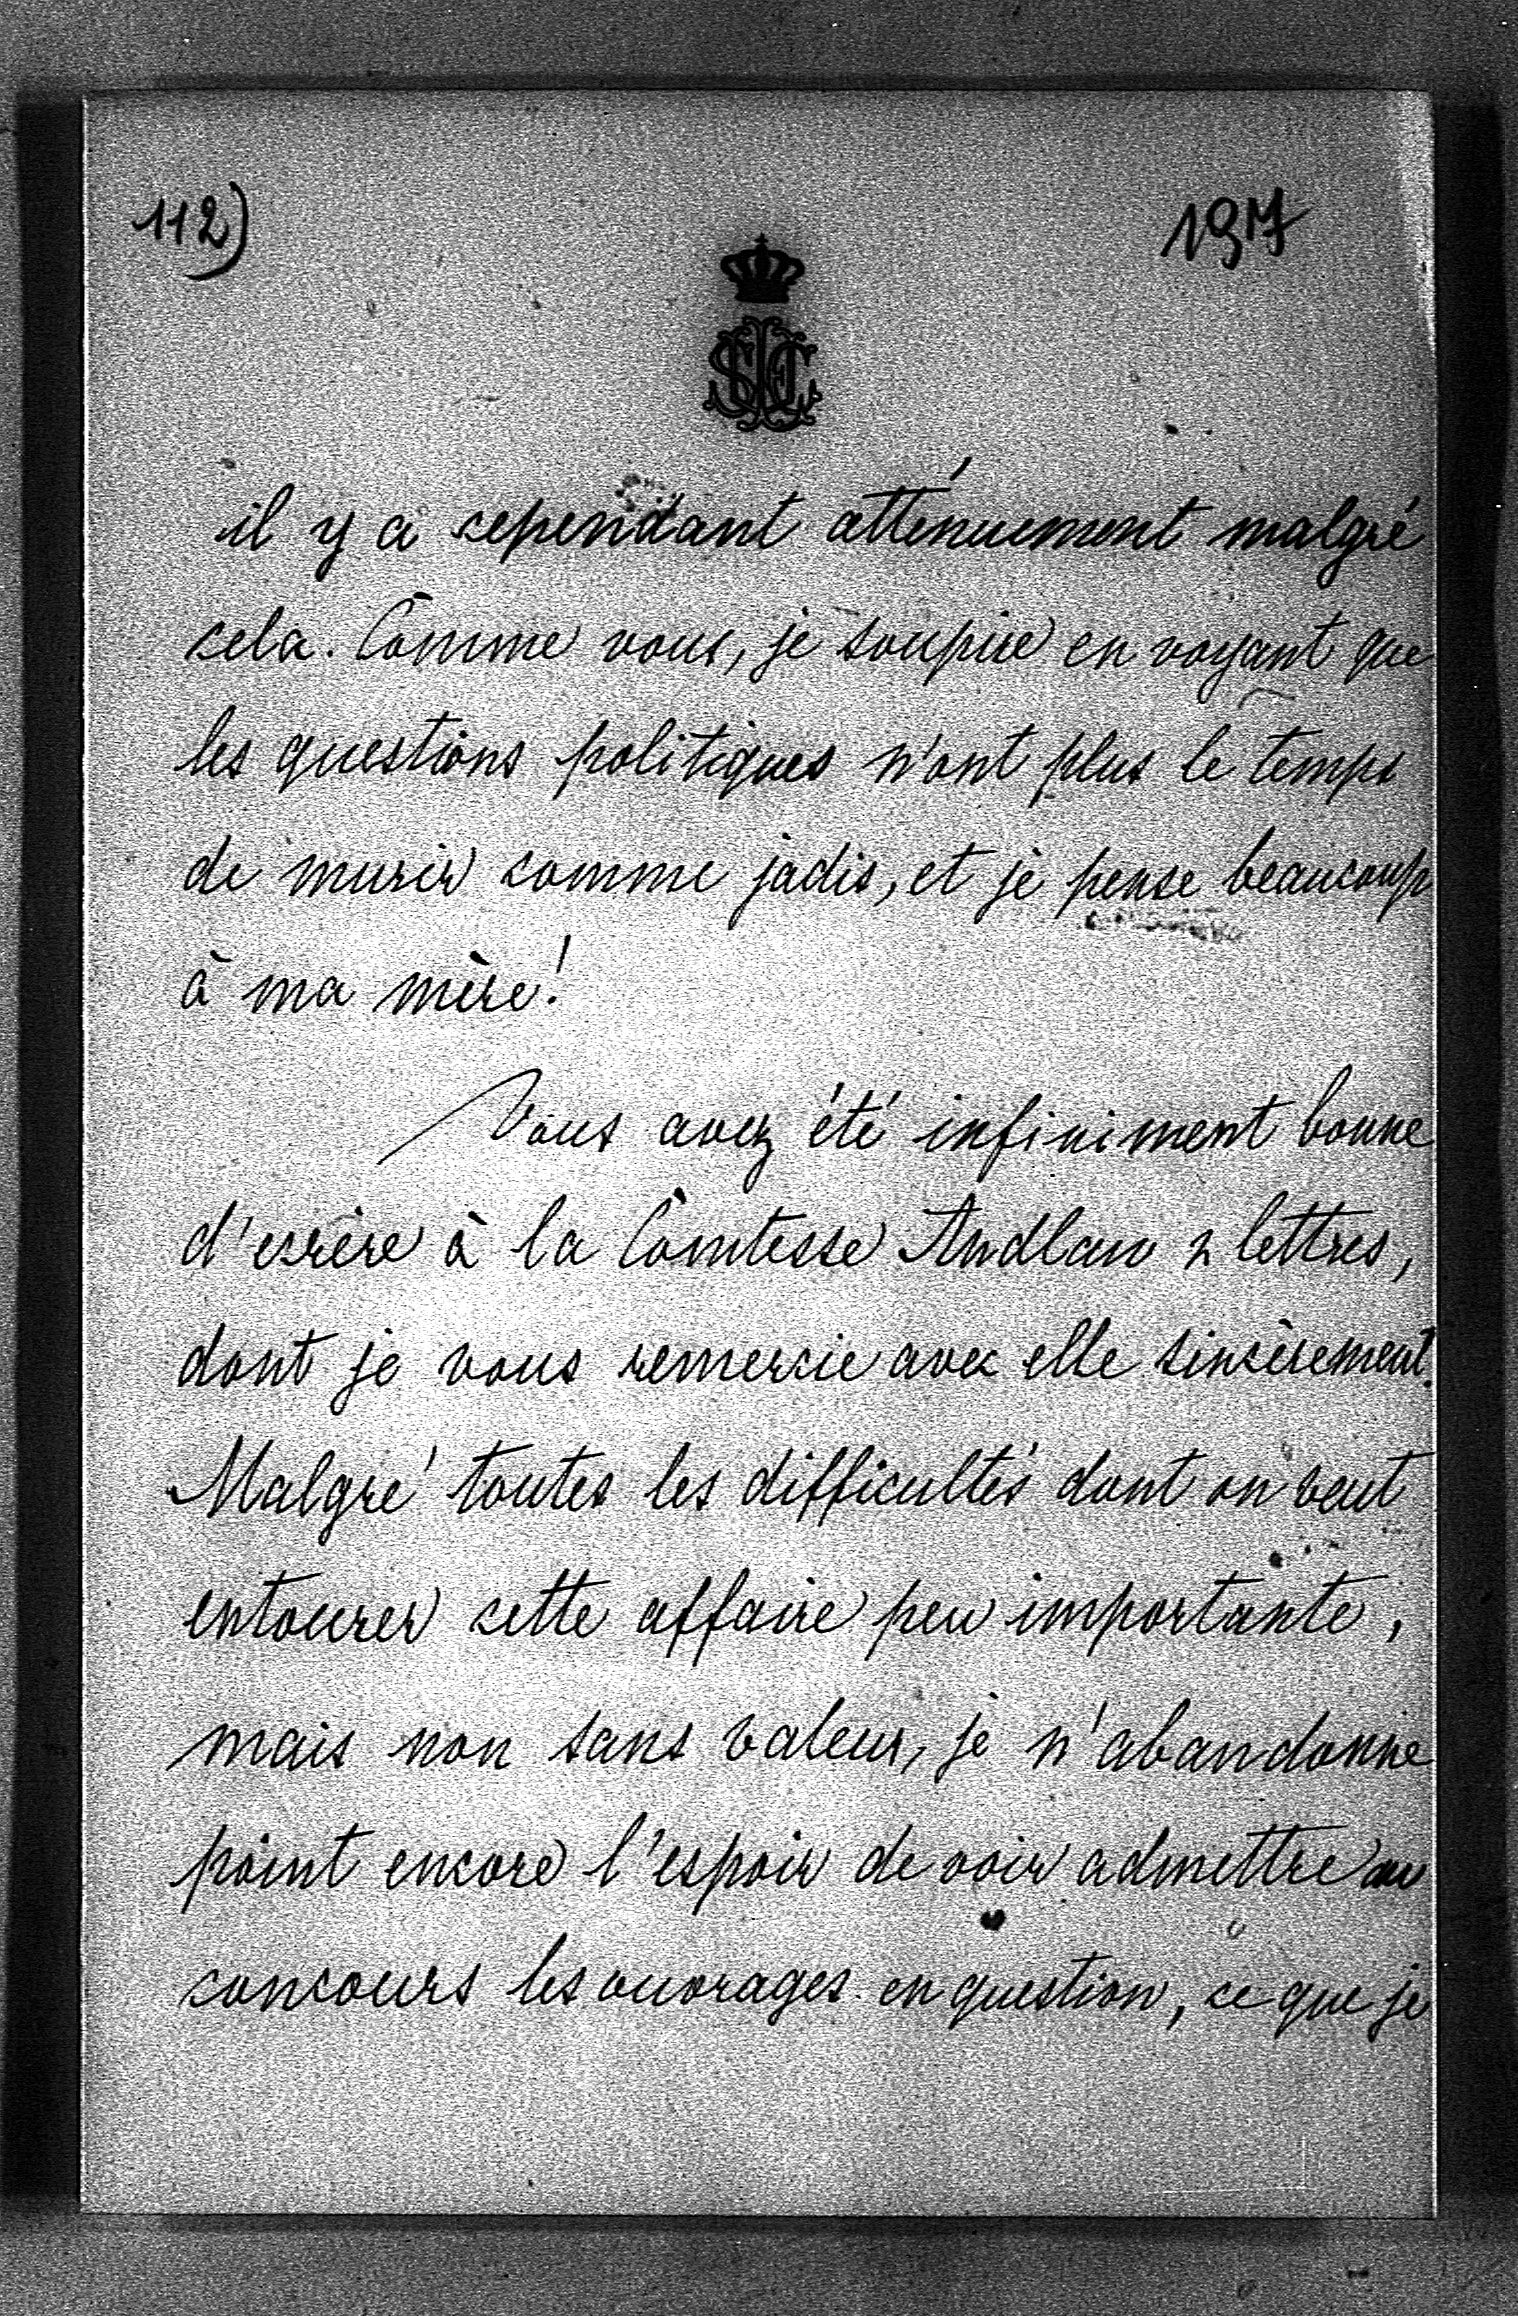 112)
197
il y a cependant atténuement malgré
cela. Comme vous, je soupire en voyant que
les questions politiques n'ont plus le temps
de murir comme jadis, et je pense beaucoup
à ma mère!
Vous avez été infiniment bonne
d'ecrire à la Comtesse Andlau 2 lettres,
dont je vous remercie avec elle sincèrement.
Malgré toutes les difficultés dont on veut
entourer cette affaire peu importante,
mais non sans valeur, je n'abandonne
point encore l'espoir de voir admettre au
concours les ouvrages en question, ce que je